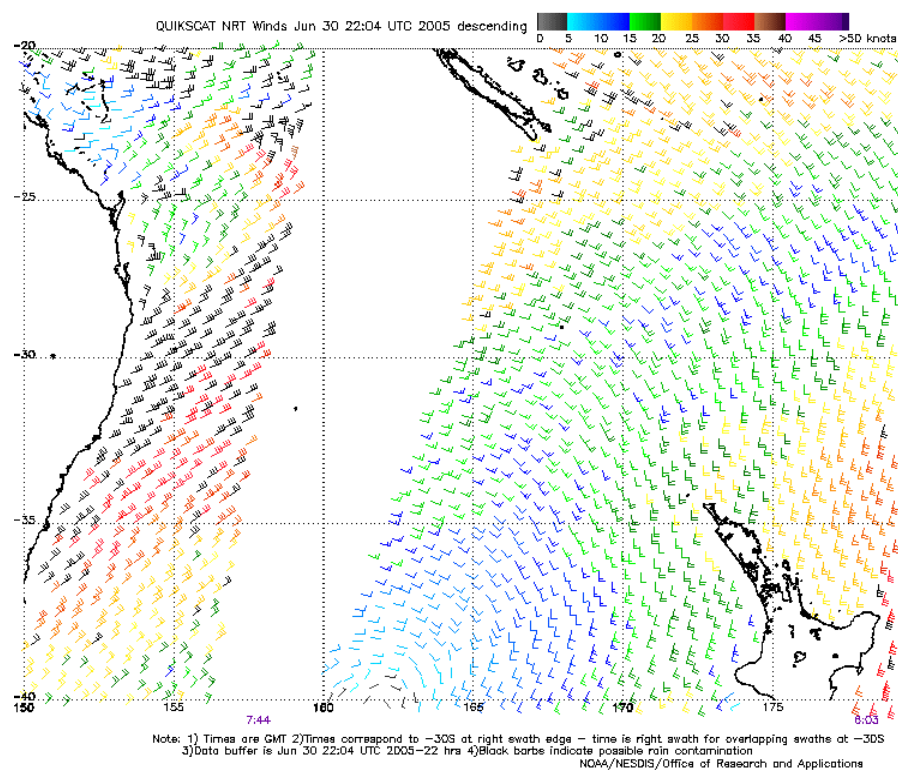 QUIKSCAT NRT Winds Jun 30 22:04 UTC 2005 descending
0 5 10 15 20 25 30 35 40 45 >50 knots
-20
-25
-30
-35
-40
150 155 160 165 170 175
7:44 6:03
Note: 1) Times are GMT 2)Times correspond to -30S at right swath edge - time is right swath for overlapping swaths at -30S
3)Data buffer is Jun 30 22:04 UTC 2005-22 hrs 4)Black barbs indicate possible rain contamination
NOAA/NESDIS/Office of Research and Applications